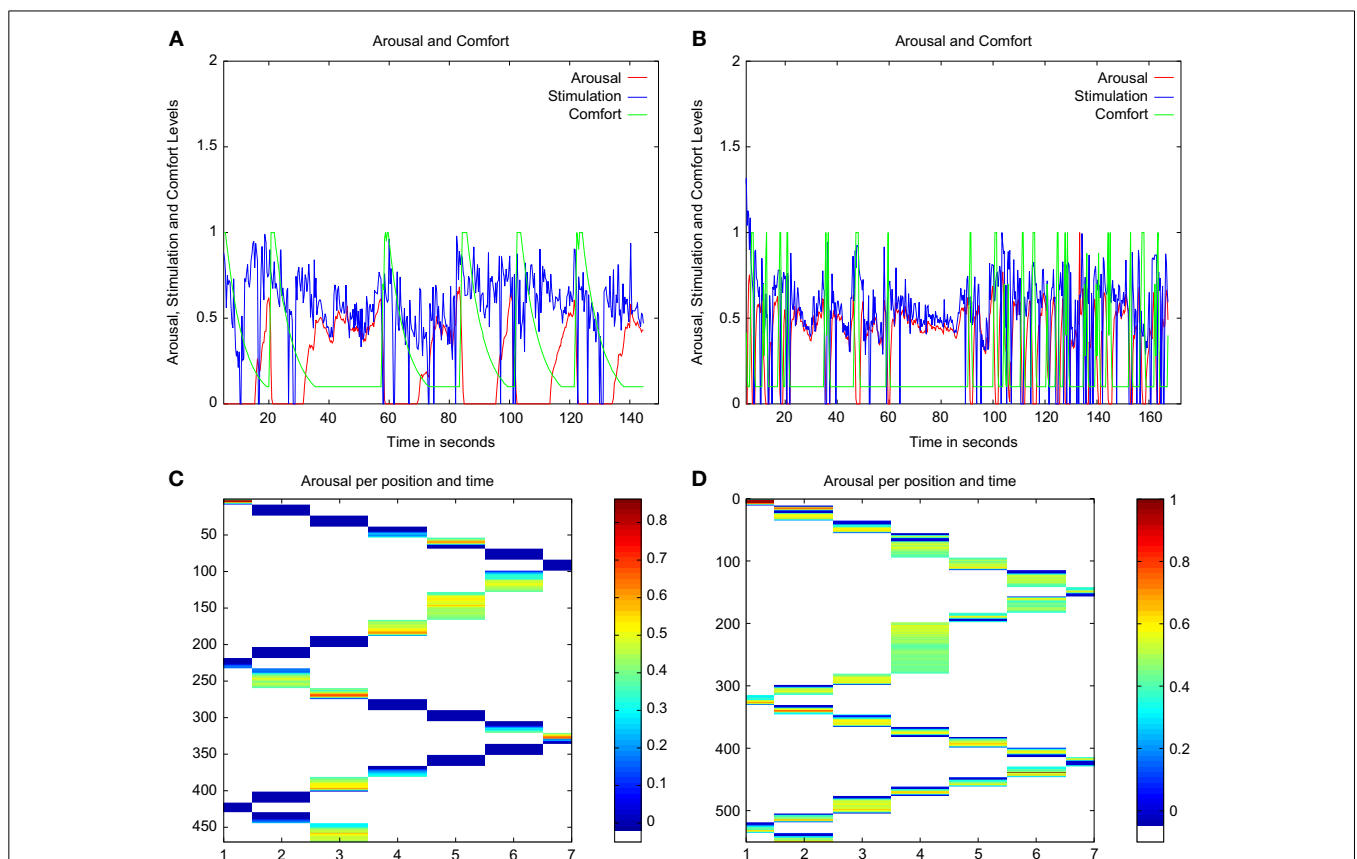 A
Arousal and Comfort
Arousal, Stimulation and Comfort Levels
2
1.5
1
0.5
0
Arousal
Stimulation
Comfort
20 40 60 80 100 120 140
Time in seconds
B
Arousal and Comfort
Arousal, Stimulation and Comfort Levels
2
1.5
1
0.5
0
Arousal
Stimulation
Comfort
20 40 60 80 100 120 140 160
Time in seconds
C
Arousal per position and time
50
100
150
200
250
300
350
400
450
1 2 3 4 5 6 7
0.8
0.7
0.6
0.5
0.4
0.3
0.2
0.1
0
D
Arousal per position and time
0
100
200
300
400
500
1 2 3 4 5 6 7
1
0.8
0.6
0.4
0.2
0